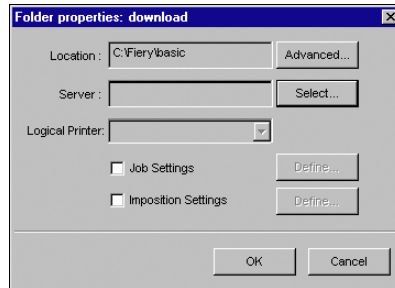 Folder properties: download
Location : C:\Fiery\basic Advanced...
Server : Select...
Logical Printer:
Job Settings Define...
Imposition Settings Define...
OK Cancel